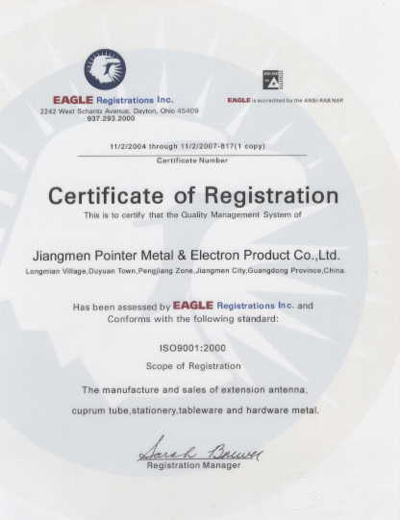 EAGLE Registrations Inc.
2242 West Schantz Avenue, Dayton, Ohio 45409
937.293.2000
EAGLE is accredited by the ANSI-RAB NAP
11/2/2004 through 11/2/2007-817(1 copy)
Certificate Number
Certificate of Registration
This is to certify that the Quality Management System of
Jiangmen Pointer Metal & Electron Product Co.,Ltd.
Longmian Village,Duyuan Town,Pengjiang Zone,Jiangmen City,Guangdong Province,China.
Has been assessed by EAGLE Registrations Inc. and
Conforms with the following standard:
ISO9001:2000
Scope of Registration
The manufacture and sales of extension antenna,
cuprum tube,stationery,tableware and hardware metal.
Sarah Brewer
Registration Manager